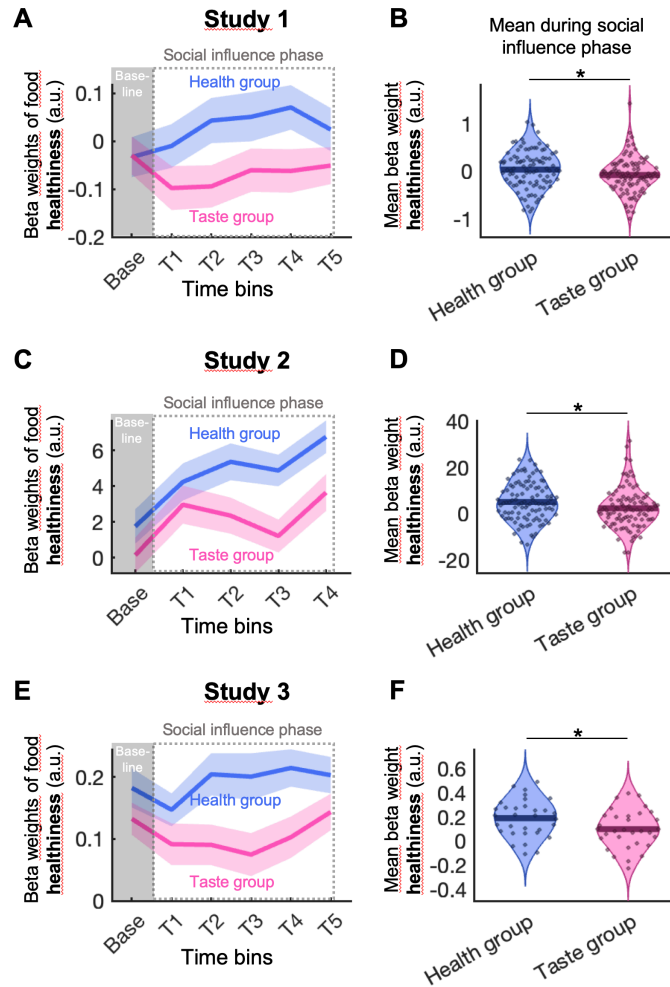 A
Study 1
Social influence phase
Base-
line
Health group
Taste group
Beta weights of food
healthiness (a.u.)
0.1
0
-0.1
-0.2
Base
T1
T2
T3
T4
T5
Time bins
B
Mean during social
influence phase
*
Mean beta weight
healthiness (a.u.)
1
0
-1
Health group
Taste group
C
Study 2
Social influence phase
Base-
line
Health group
Taste group
Beta weights of food
healthiness (a.u.)
6
4
2
0
Base
T1
T2
T3
T4
Time bins
D
*
Mean beta weight
healthiness (a.u.)
40
20
0
-20
Health group
Taste group
E
Study 3
Social influence phase
Base-
line
Health group
Taste group
Beta weights of food
healthiness (a.u.)
0.2
0.1
0
Base
T1
T2
T3
T4
T5
Time bins
F
*
Mean beta weight
healthiness (a.u.)
0.6
0.4
0.2
0
-0.2
-0.4
Health group
Taste group